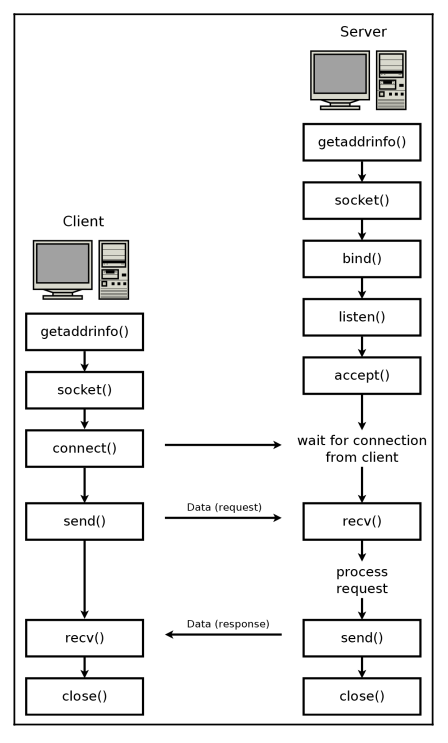 Server
getaddrinfo()
socket()
bind()
listen()
accept()
wait for connection
from client
recv()
process
request
send()
close()
Client
getaddrinfo()
socket()
connect()
send()
recv()
close()
Data (request)
Data (response)